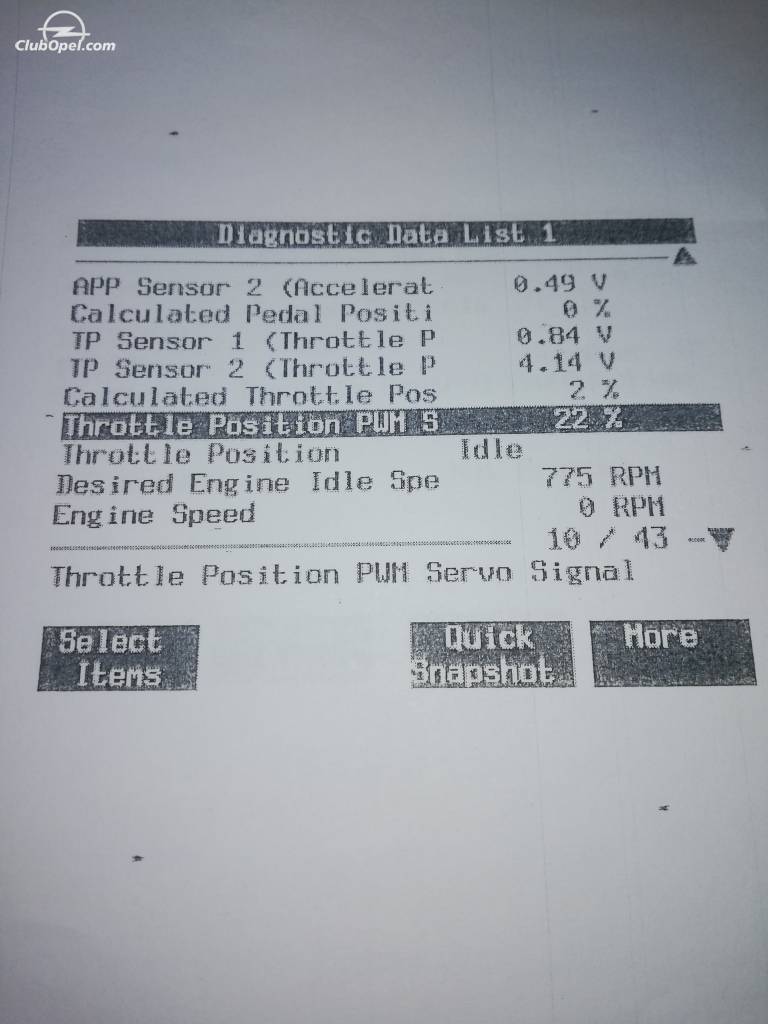 ClubOpel.com
Diagnostic Data List 1
APP Sensor 2 (Accelerat 0.49 V
Calculated Pedal Positi 0 %
TP Sensor 1 (Throttle P 0.84 V
TP Sensor 2 (Throttle P 4.14 V
Calculated Throttle Pos 2 %
Throttle Position PWM S 22 %
Throttle Position Idle
Desired Engine Idle Spe 775 RPM
Engine Speed 0 RPM
10 / 43
Throttle Position PWM Servo Signal
Select Items
Quick Snapshot
More